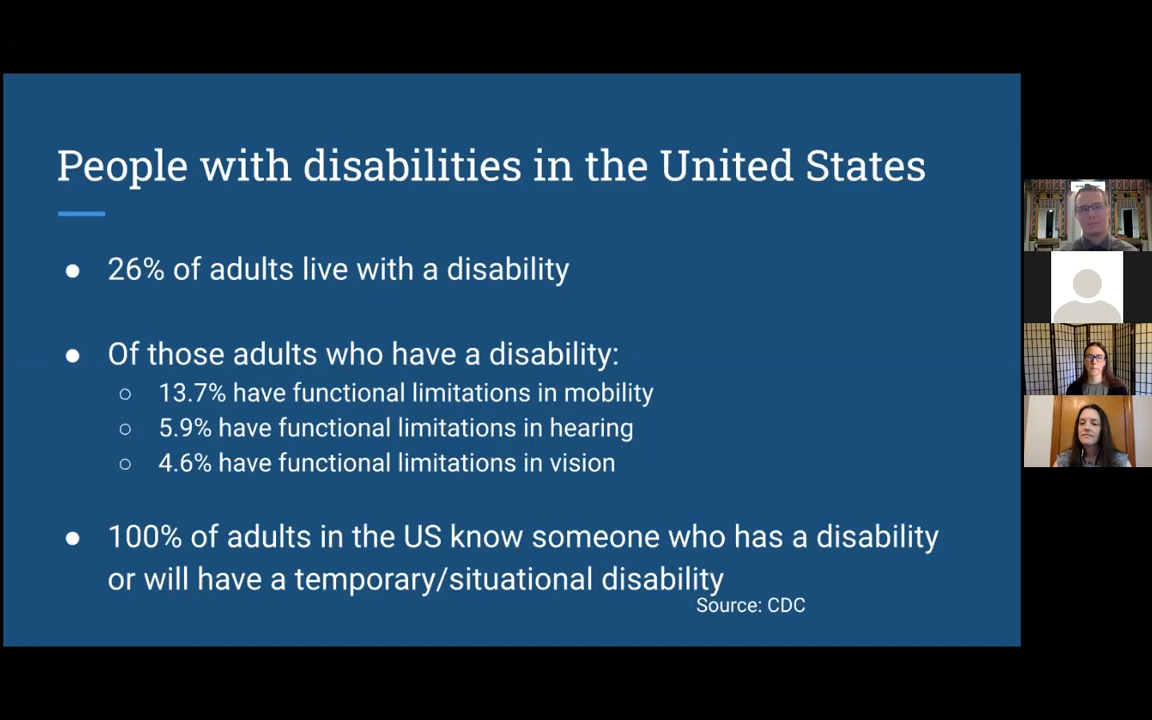 People with disabilities in the United States
● 26% of adults live with a disability
● Of those adults who have a disability:
○ 13.7% have functional limitations in mobility
○ 5.9% have functional limitations in hearing
○ 4.6% have functional limitations in vision
● 100% of adults in the US know someone who has a disability
or will have a temporary/situational disability
Source: CDC